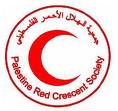 جمعية الهلال الأحمر الفلسطيني
Palestine Red Crescent Society